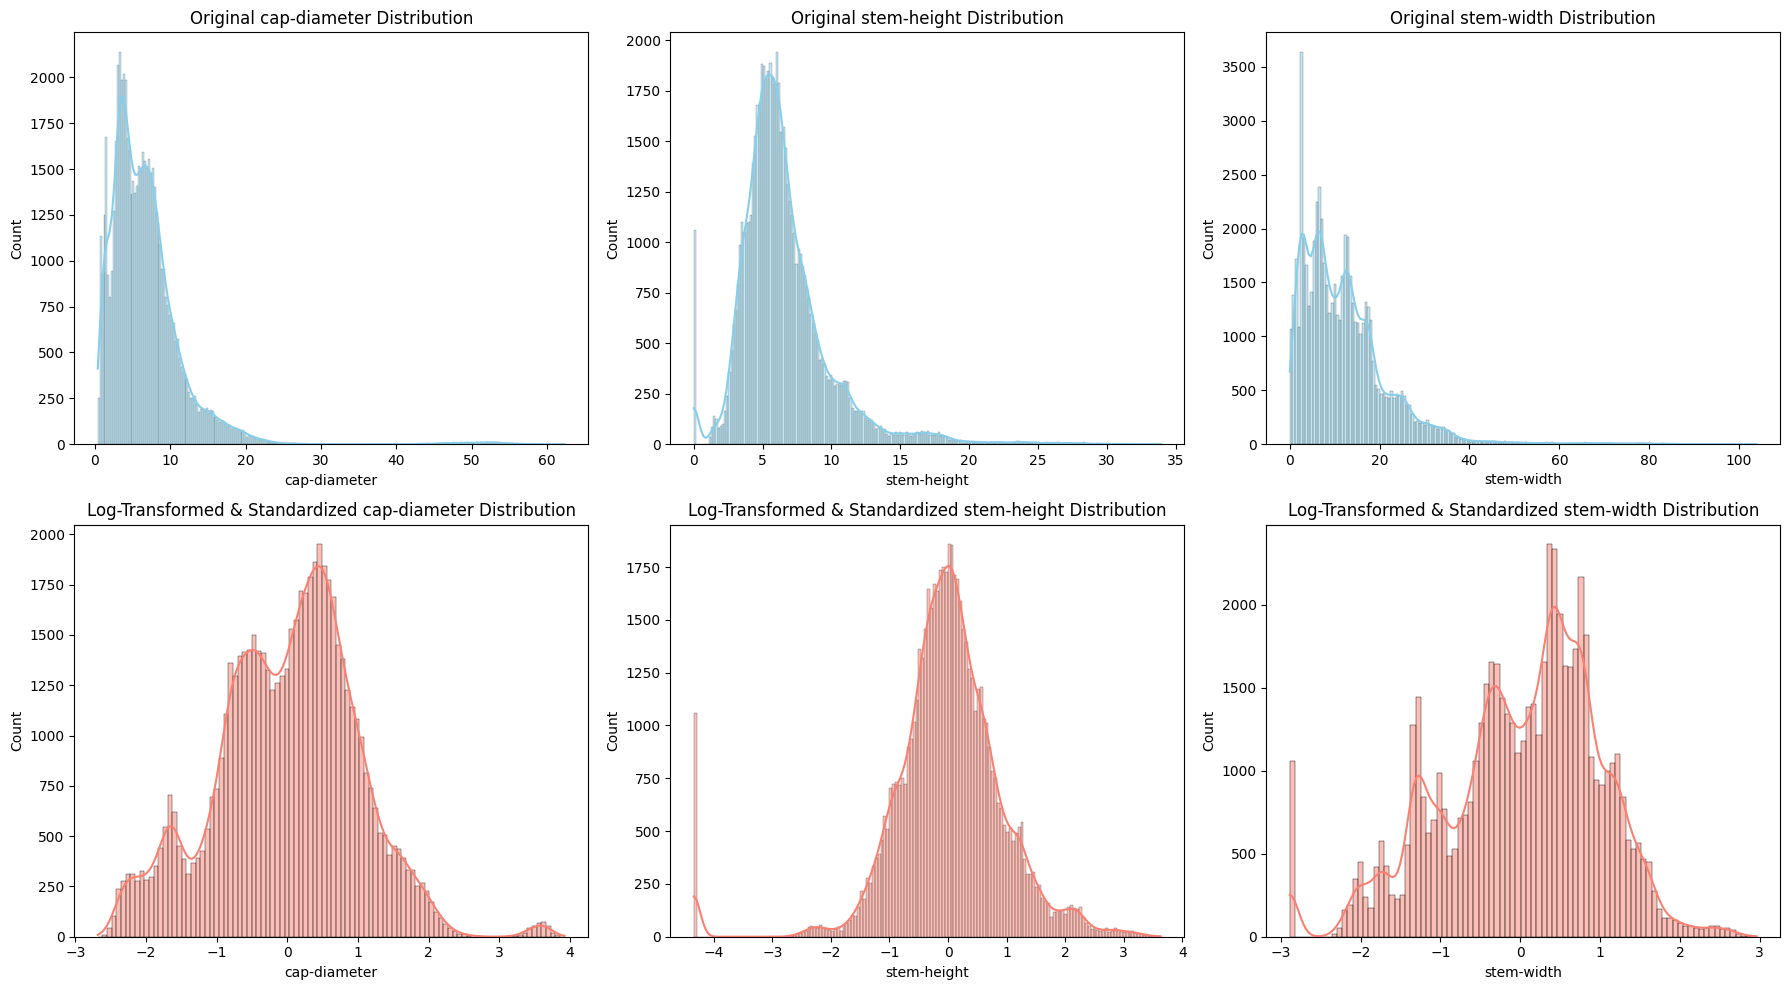 Original cap-diameter Distribution
2000
1750
1500
1250
1000
750
500
250
0
Count
0 10 20 30 40 50 60
cap-diameter
Original stem-height Distribution
2000
1750
1500
1250
1000
750
500
250
0
Count
0 5 10 15 20 25 30 35
stem-height
Original stem-width Distribution
3500
3000
2500
2000
1500
1000
500
0
Count
0 20 40 60 80 100
stem-width
Log-Transformed & Standardized cap-diameter Distribution
2000
1750
1500
1250
1000
750
500
250
0
Count
−3 −2 −1 0 1 2 3 4
cap-diameter
Log-Transformed & Standardized stem-height Distribution
1750
1500
1250
1000
750
500
250
0
Count
−4 −3 −2 −1 0 1 2 3 4
stem-height
Log-Transformed & Standardized stem-width Distribution
2000
1500
1000
500
0
Count
−3 −2 −1 0 1 2 3
stem-width